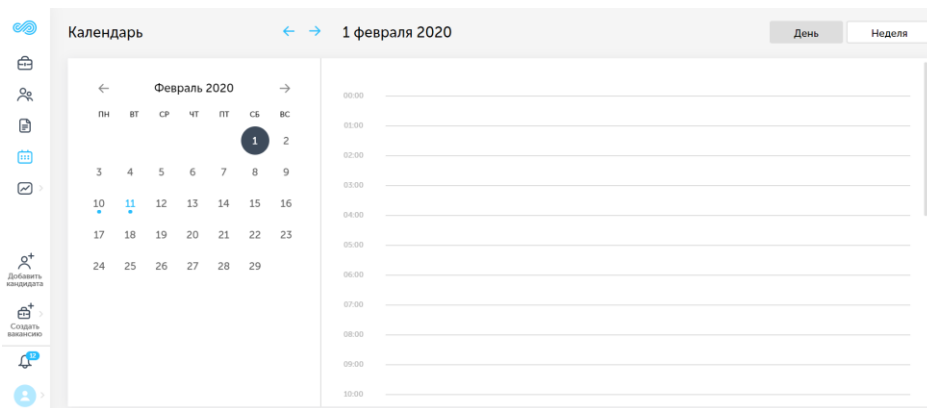 Календарь
← → 1 февраля 2020
День Неделя
← Февраль 2020 →
ПН ВТ СР ЧТ ПТ СБ ВС
1 2
3 4 5 6 7 8 9
10 11 12 13 14 15 16
17 18 19 20 21 22 23
24 25 26 27 28 29
00:00
01:00
02:00
03:00
04:00
05:00
06:00
07:00
08:00
09:00
10:00
Добавить
кандидата
Создать
вакансию
12